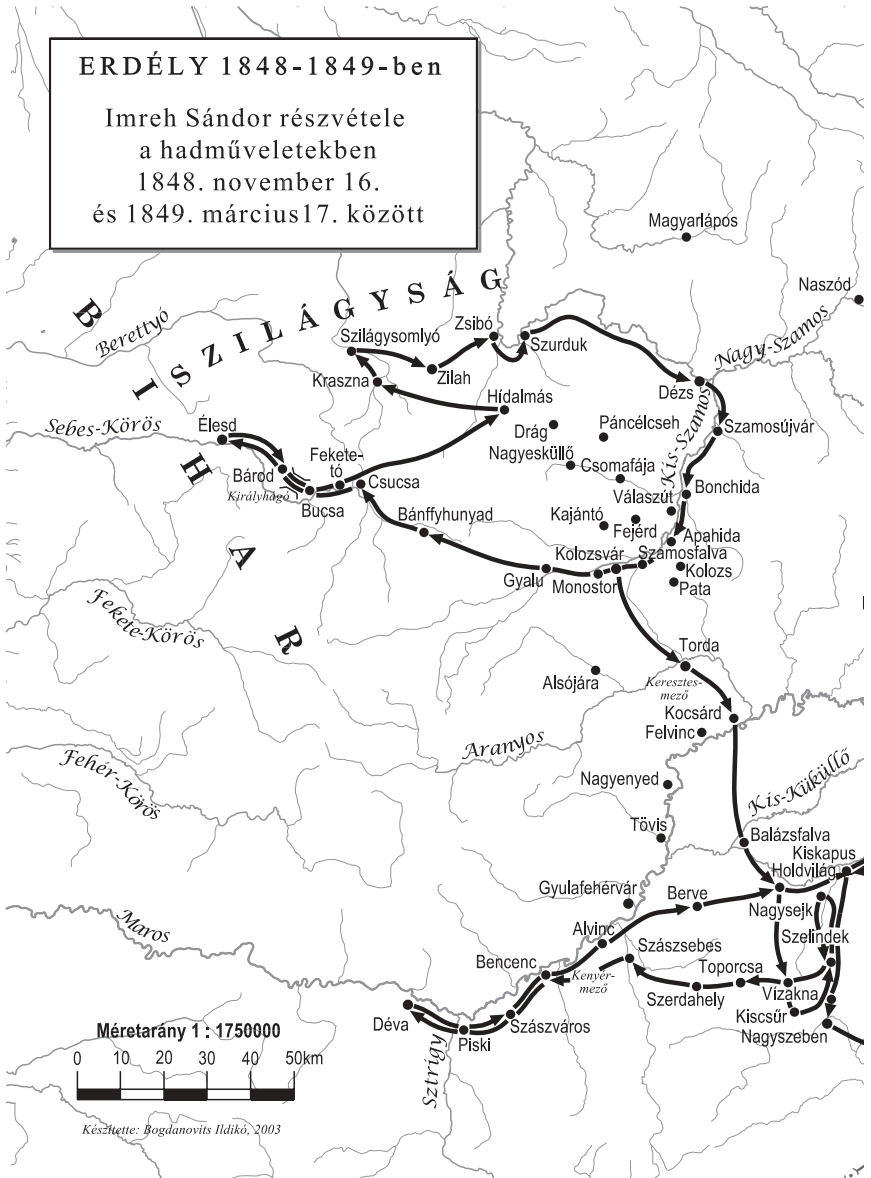 ERDÉLY 1848-1849-ben
Imreh Sándor részvétele
a hadműveletekben
1848. november 16.
és 1849. március17. között
Magyarlápos
Naszód
Nagy-Szamos
BIHAR
SZILÁGYSÁG
Berettyó
Szilágysomlyó
Zsibó
Szurduk
Zilah
Kraszna
Dézs
Hídalmás
Kis-Szamos
Szamosújvár
Sebes-Körös
Élesd
Drág
Páncélcseh
Nagyesküllő
Csomafája
Bárod
Királyhágó
Fekete-
tó
Csucsa
Bucsa
Válaszút
Bonchida
Bánffyhunyad
Kajántó
Fejérd
Apahida
Kolozsvár
Szamosfalva
Gyalu
Monostor
Kolozs
Pata
Fekete-Körös
Torda
Alsójára
Keresztes-
mező
Kocsárd
Felvinc
Aranyos
Fehér-Körös
Nagyenyed
Kis-Küküllő
Tövis
Balázsfalva
Kiskapus
Holdvilág
Gyulafehérvár
Berve
Nagysejk
Maros
Alvinc
Szászsebes
Szelindek
Bencenc
Kenyér-
mező
Toporcsa
Szerdahely
Vízakna
Kiscsűr
Nagyszeben
Déva
Piski
Szászváros
Sztrigy
Méretarány 1 : 1750000
0 10 20 30 40 50km
Készítette: Bogdanovits Ildikó, 2003